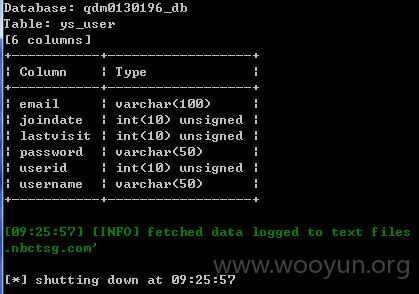 Database: qdm0130196_db
Table: ys_user
[6 columns]
+-----------+------------------+
| Column    | Type             |
+-----------+------------------+
| email     | varchar(100)     |
| joindate  | int(10) unsigned |
| lastvisit | int(10) unsigned |
| password  | varchar(50)      |
| userid    | int(10) unsigned |
| username  | varchar(50)      |
+-----------+------------------+
[09:25:57] [INFO] fetched data logged to text files
.nbctsg.com'
www.wooyun.org
[*] shutting down at 09:25:57